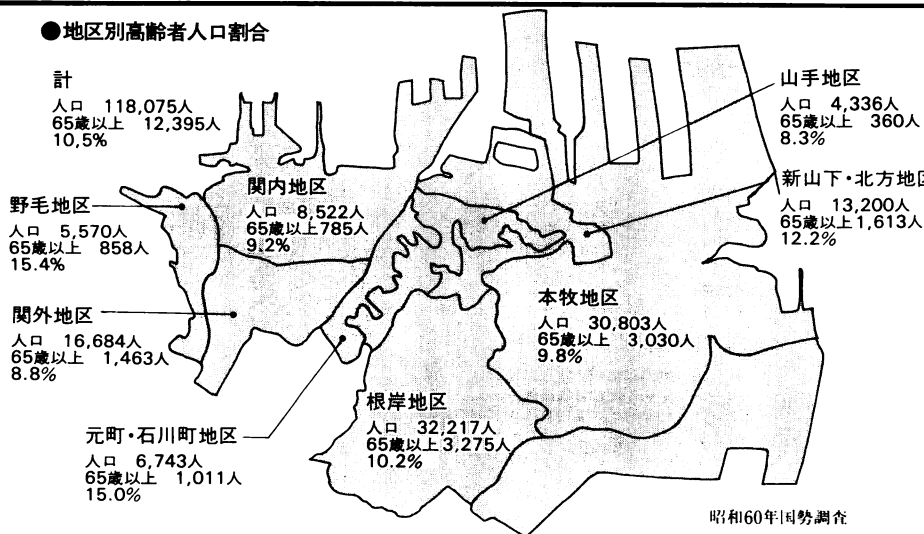 ●地区別高齢者人口割合
計
人口 118,075人
65歳以上 12,395人
10,5%
山手地区
人口 4,336人
65歳以上 360人
8.3%
新山下・北方地区
人口 13,200人
65歳以上1,613人
12.2%
野毛地区
人口 5,570人
65歳以上 858人
15.4%
関内地区
人口 8,522人
65歳以上785人
9.2%
関外地区
人口 16,684人
65歳以上 1,463人
8.8%
本牧地区
人口 30,803人
65歳以上 3,030人
9.8%
根岸地区
人口 32,217人
65歳以上3,275人
10.2%
元町・石川町地区
人口 6,743人
65歳以上 1,011人
15.0%
昭和60年国勢調査